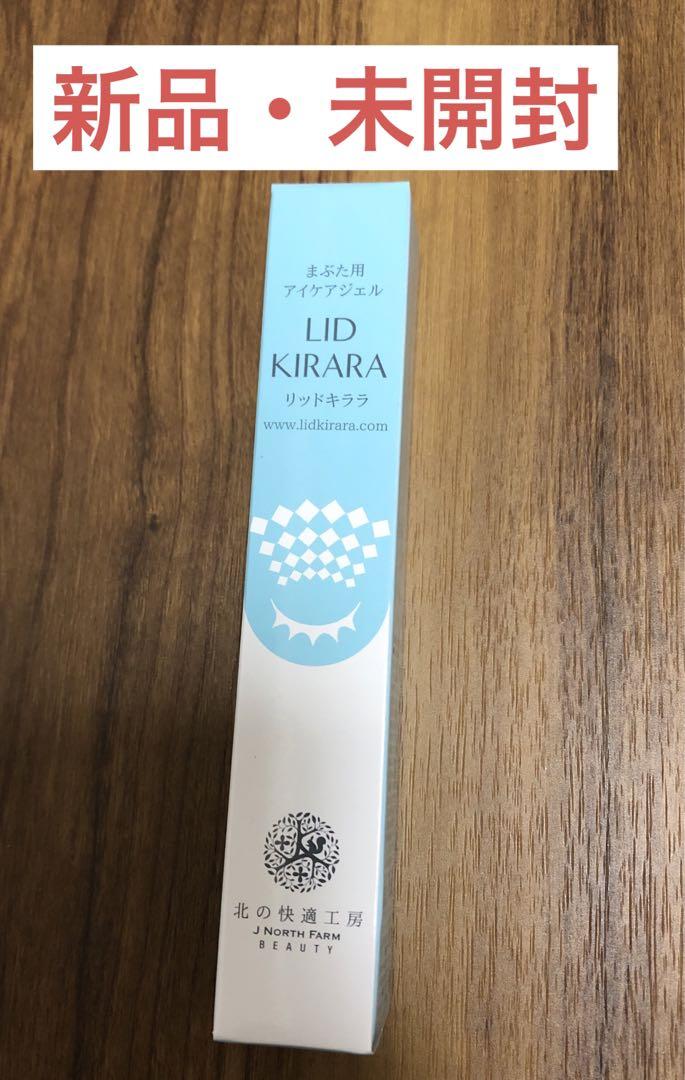 新品・未開封
まぶた用
アイケアジェル
LID
KIRARA
リッドキララ
www.lidkirara.com
北の快適工房
J NORTH FARM
BEAUTY